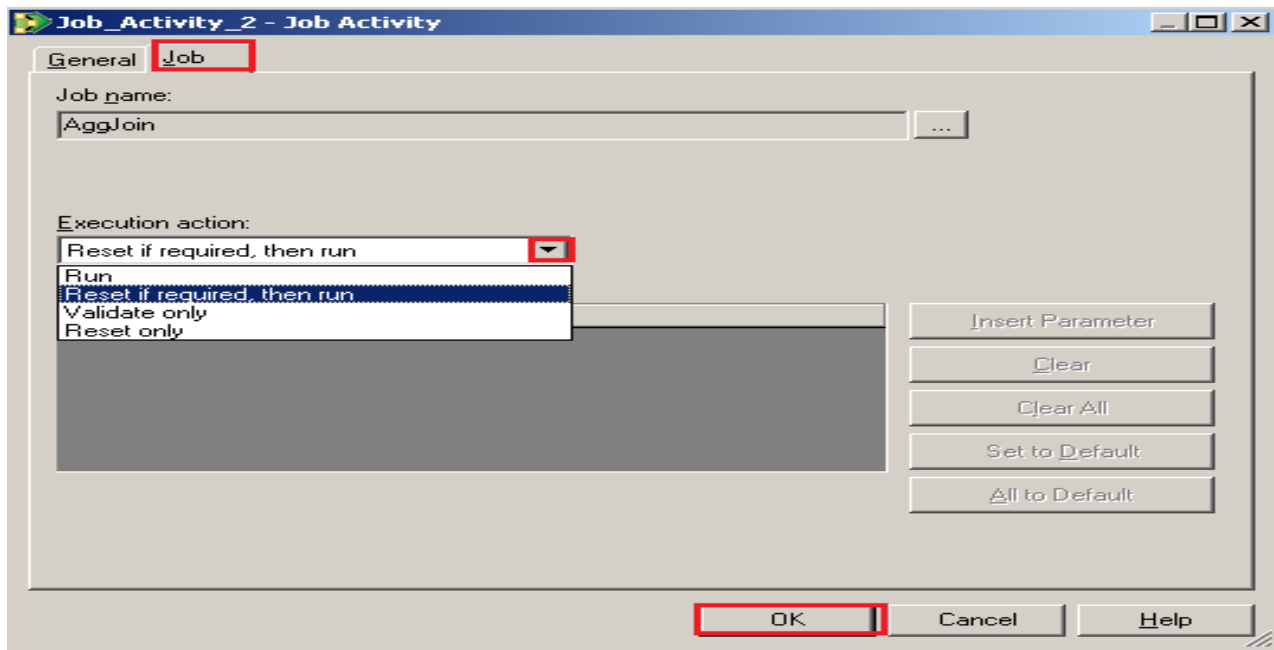 Job_Activity_2 - Job Activity
General Job
Job name:
AggJoin
...
Execution action:
Reset if required, then run
Run
Reset if required, then run
Validate only
Reset only
Insert Parameter
Clear
Clear All
Set to Default
All to Default
OK Cancel Help